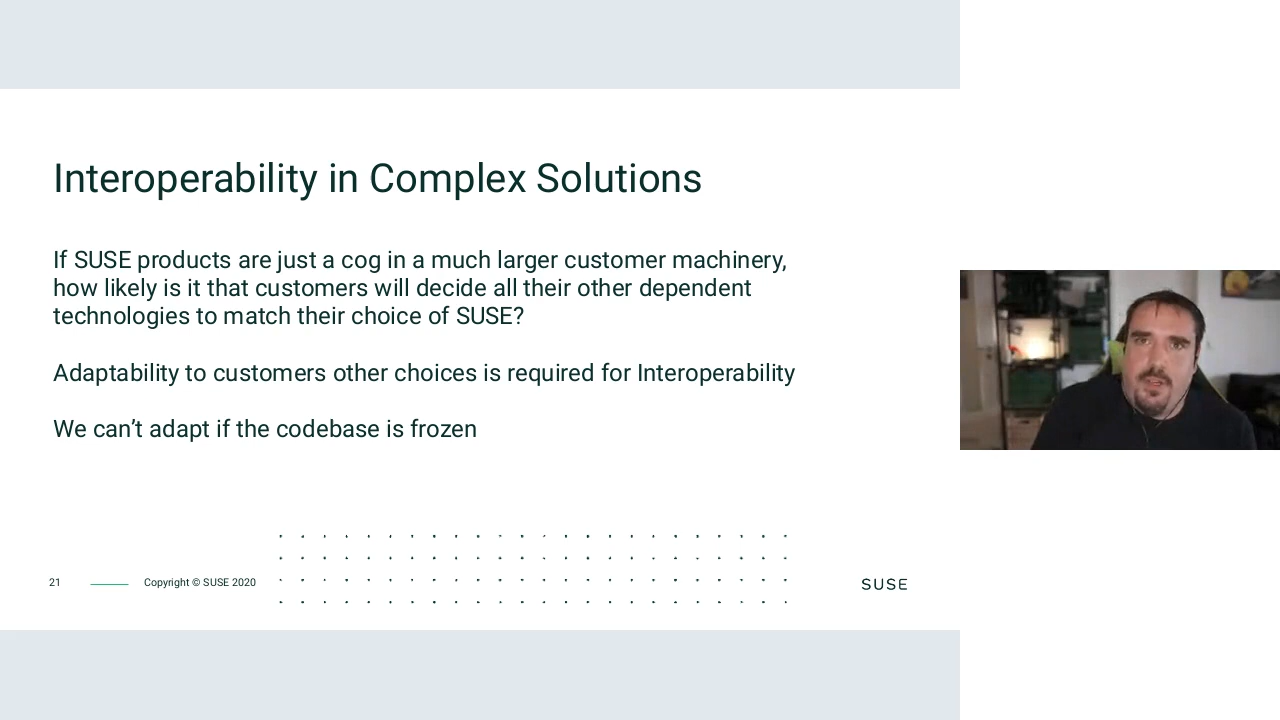 Interoperability in Complex Solutions
If SUSE products are just a cog in a much larger customer machinery,
how likely is it that customers will decide all their other dependent
technologies to match their choice of SUSE?
Adaptability to customers other choices is required for Interoperability
We can’t adapt if the codebase is frozen
21
Copyright © SUSE 2020
SUSE